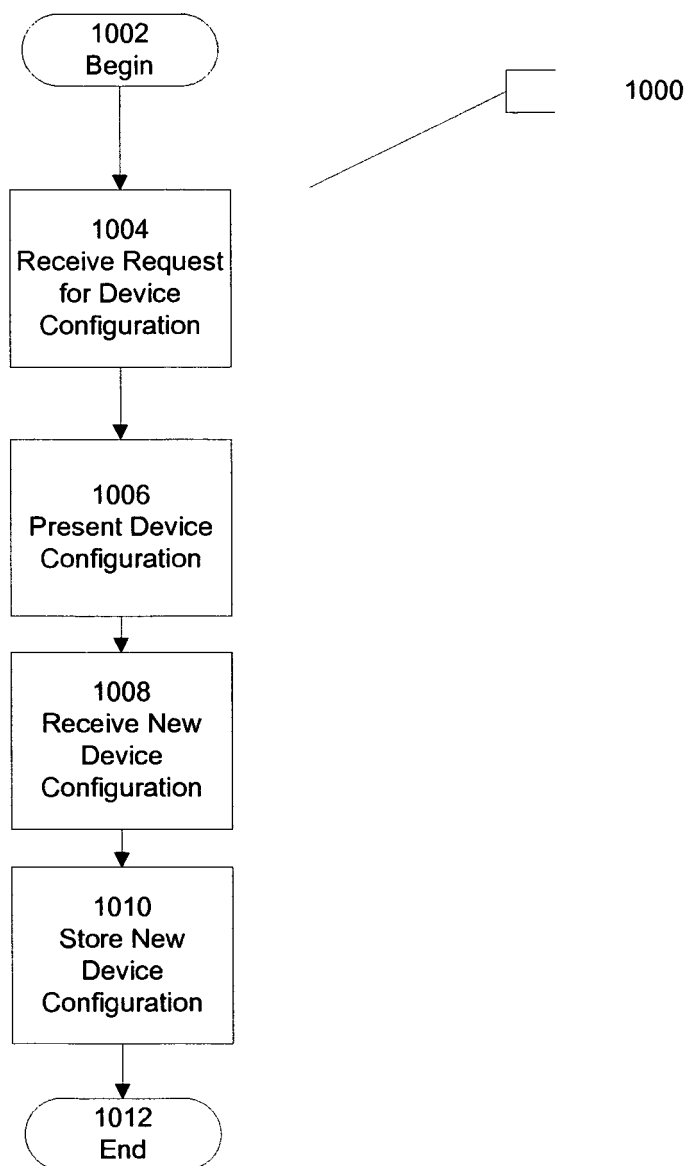 1002
Begin
1000
1004
Receive Request
for Device
Configuration
1006
Present Device
Configuration
1008
Receive New
Device
Configuration
1010
Store New
Device
Configuration
1012
End